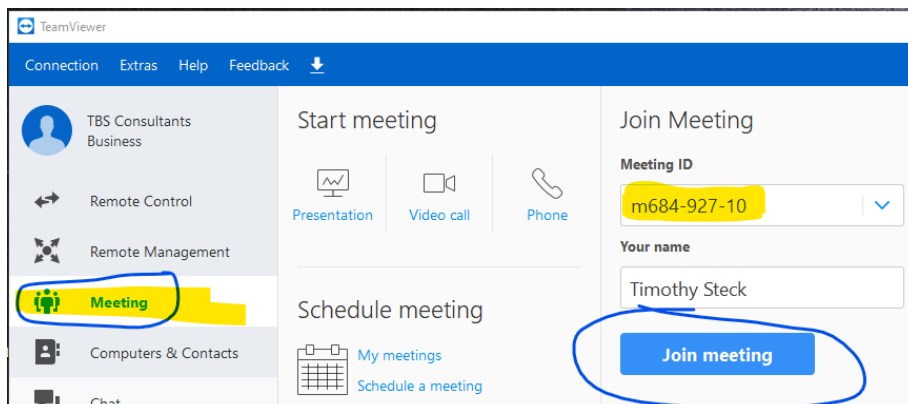 TeamViewer
Connection Extras Help Feedback
TBS Consultants
Business
Remote Control
Remote Management
Meeting
Computers & Contacts
Chat
Start meeting
Presentation Video call Phone
Schedule meeting
My meetings
Schedule a meeting
Join Meeting
Meeting ID
m684-927-10
Your name
Timothy Steck
Join meeting